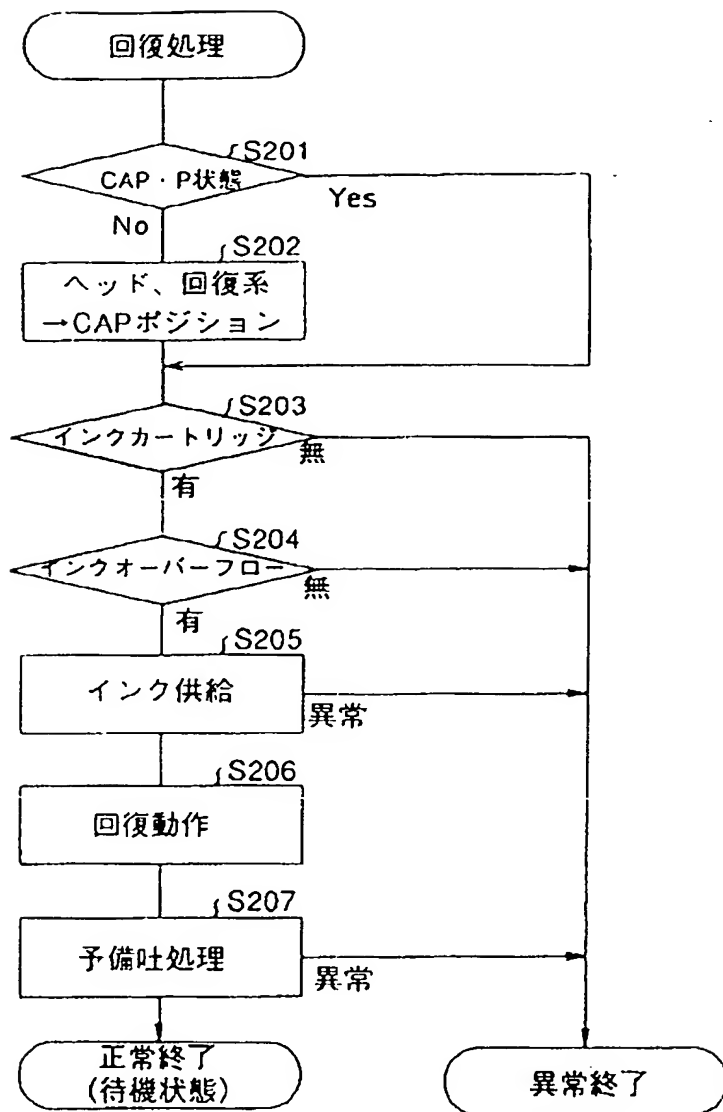 回復処理
S201
CAP・P状態
Yes
No
S202
ヘッド、回復系
→CAPポジション
S203
インクカートリッジ
無
有
S204
インクオーバーフロー
無
有
S205
インク供給
異常
S206
回復動作
S207
予備吐処理
異常
正常終了
(待機状態)
異常終了